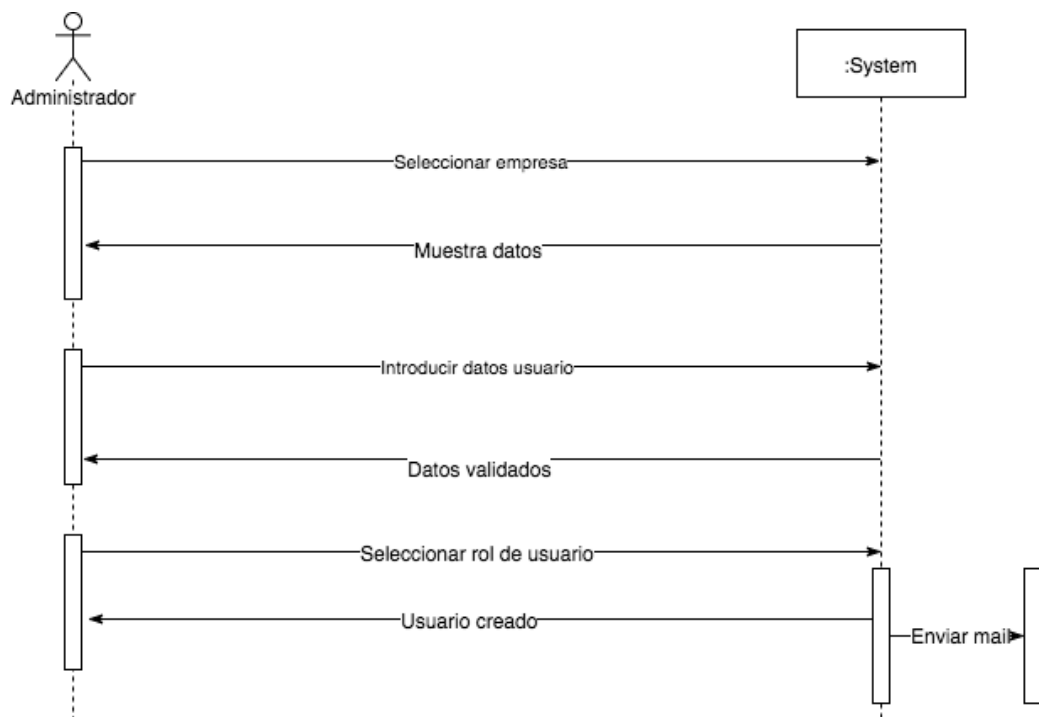 :System
Administrador
Seleccionar empresa
Muestra datos
Introducir datos usuario
Datos validados
Seleccionar rol de usuario
Usuario creado
Enviar mail